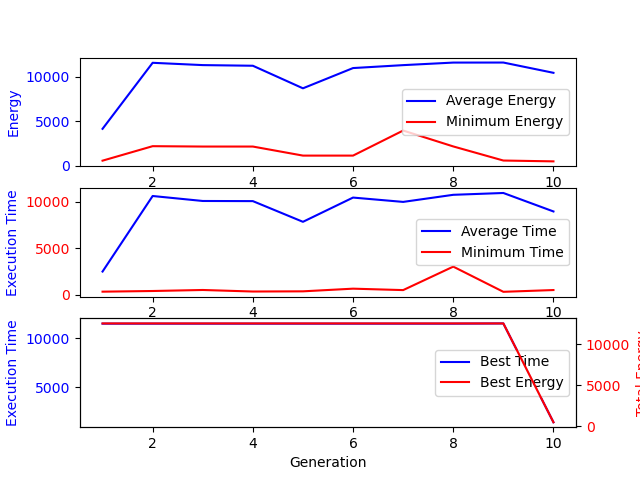 10000
5000
0
Energy
Average Energy
Minimum Energy
2 4 6 8 10
10000
5000
0
Execution Time
Average Time
Minimum Time
2 4 6 8 10
10000
5000
Execution Time
Best Time
Best Energy
10000
5000
0
Total Energy
2 4 6 8 10
Generation